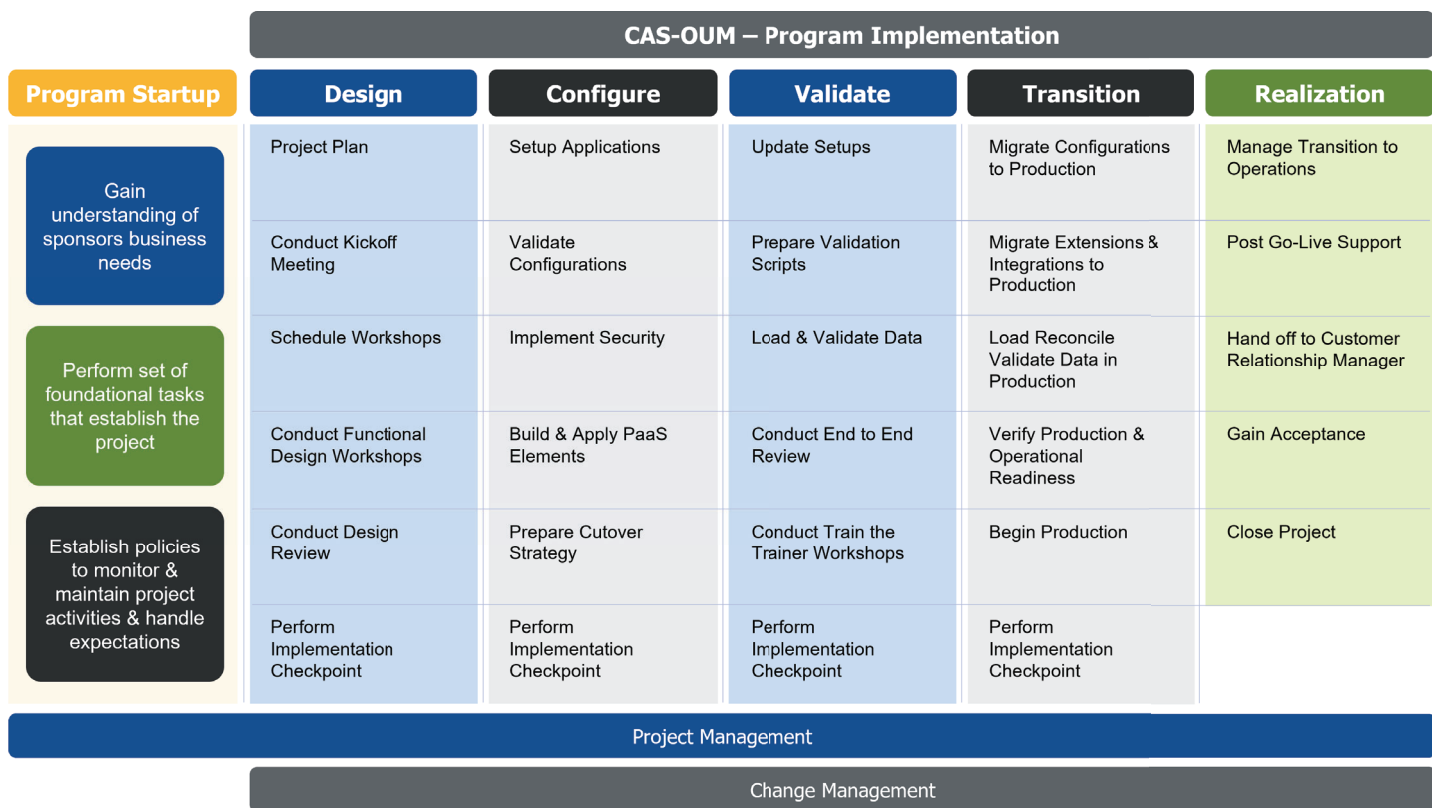 CAS-OUM – Program Implementation
Program Startup
Design
Configure
Validate
Transition
Realization
Gain
understanding of
sponsors business
needs
Perform set of
foundational tasks
that establish the
project
Establish policies
to monitor &
maintain project
activities & handle
expectations
Project Plan
Conduct Kickoff
Meeting
Schedule Workshops
Conduct Functional
Design Workshops
Conduct Design
Review
Perform
Implementation
Checkpoint
Setup Applications
Validate
Configurations
Implement Security
Build & Apply PaaS
Elements
Prepare Cutover
Strategy
Perform
Implementation
Checkpoint
Update Setups
Prepare Validation
Scripts
Load & Validate Data
Conduct End to End
Review
Conduct Train the
Trainer Workshops
Perform
Implementation
Checkpoint
Migrate Configurations
to Production
Migrate Extensions &
Integrations to
Production
Load Reconcile
Validate Data in
Production
Verify Production &
Operational
Readiness
Begin Production
Perform
Implementation
Checkpoint
Manage Transition to
Operations
Post Go-Live Support
Hand off to Customer
Relationship Manager
Gain Acceptance
Close Project
Project Management
Change Management